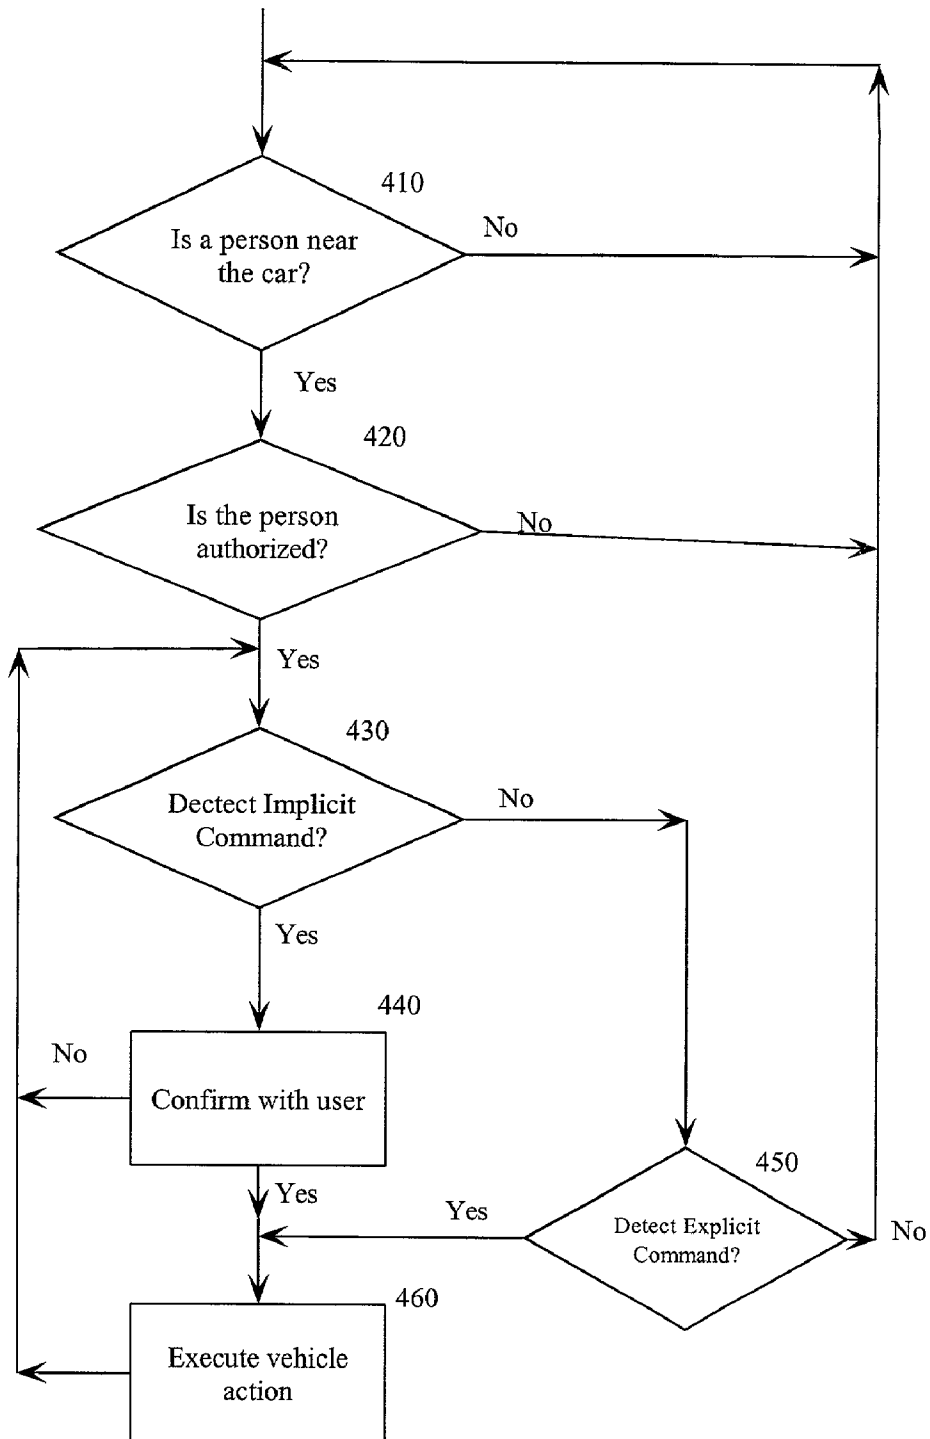 410
Is a person near
the car?
No
Yes
420
Is the person
authorized?
No
Yes
430
Dectect Implicit
Command?
No
Yes
440
No
Confirm with user
Yes
450
Yes
Detect Explicit
Command?
No
460
Execute vehicle
action